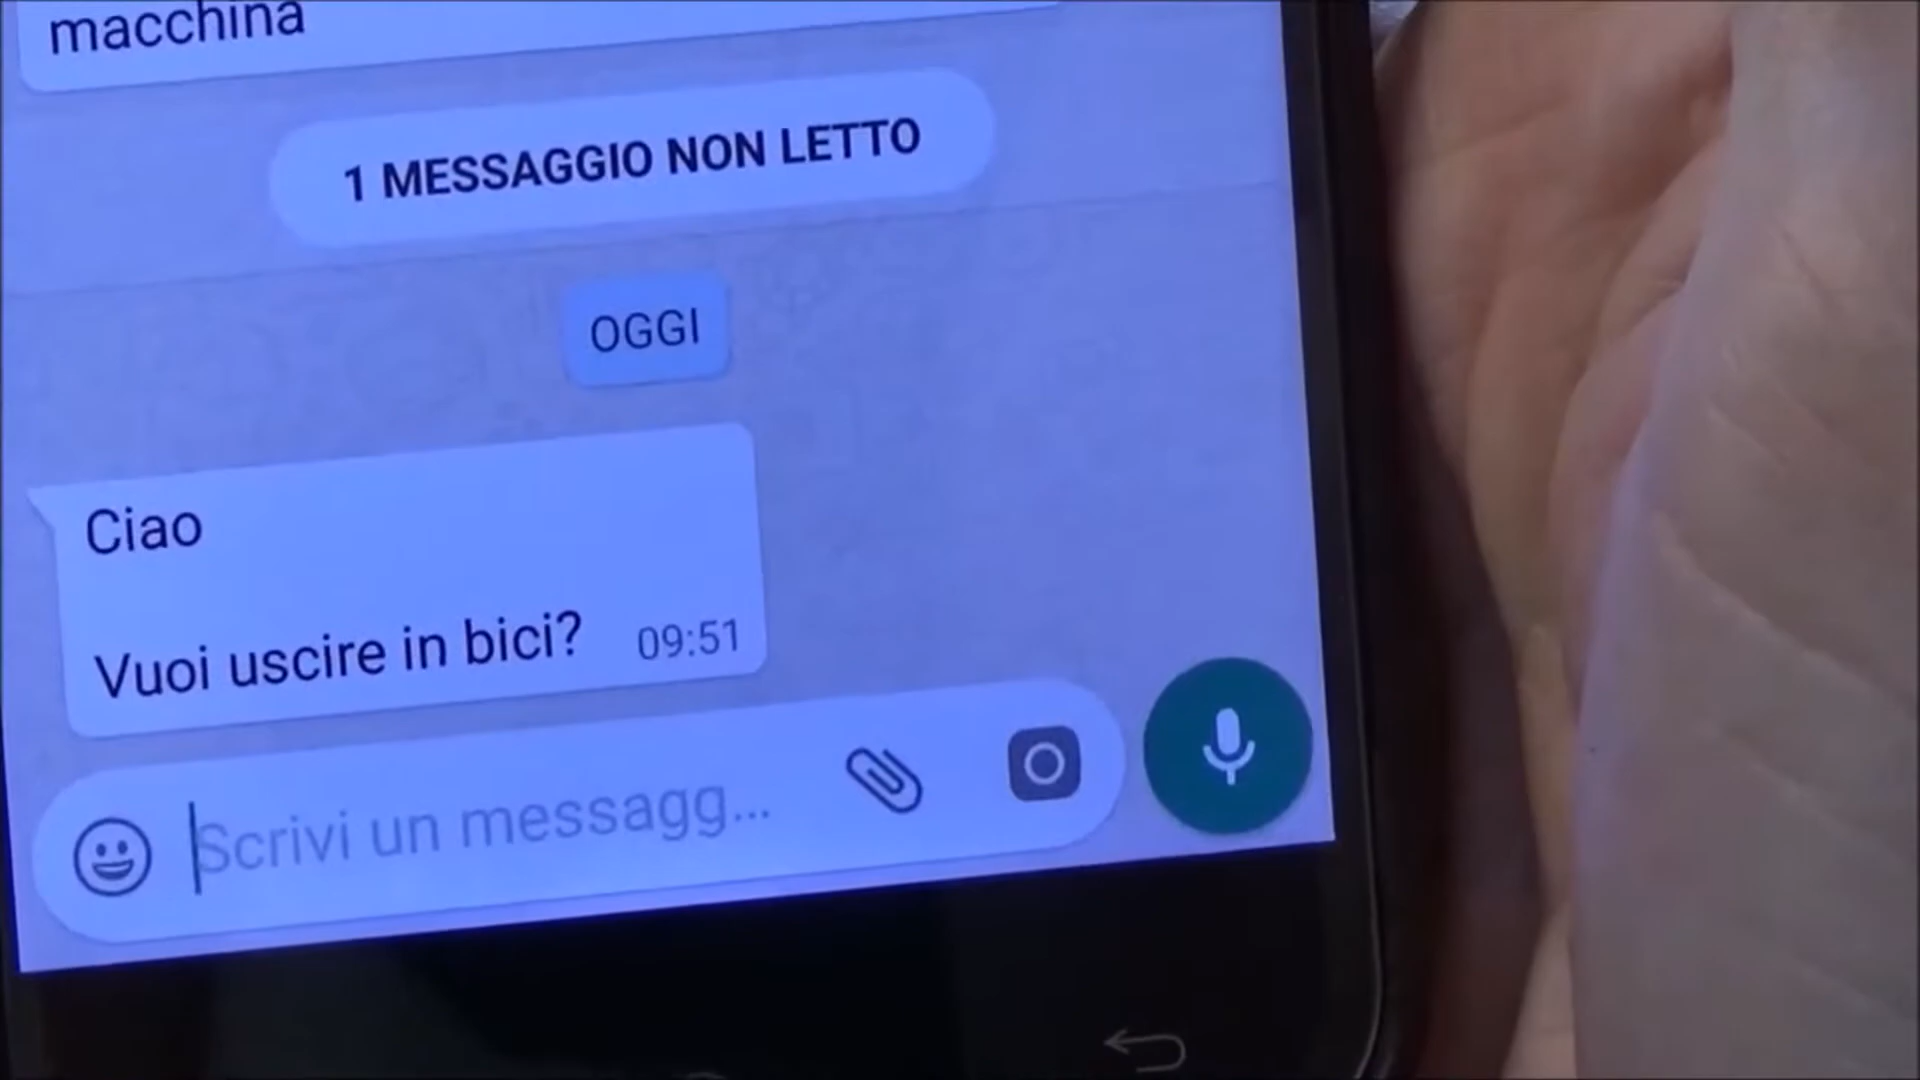 macchina
1 MESSAGGIO NON LETTO
OGGI
Ciao
Vuoi uscire in bici? 09:51
Scrivi un messagg...